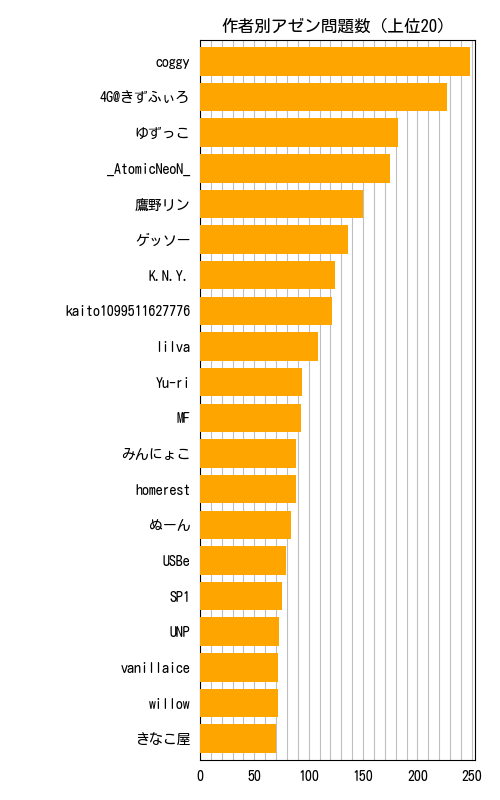 作者別アゼン問題数（上位20）
coggy
4G@きずふぃろ
ゆずっこ
_AtomicNeoN_
鷹野リン
ゲッソー
K.N.Y.
kaito1099511627776
lilva
Yu-ri
MF
みんにょこ
homerest
ぬーん
USBe
SP1
UNP
vanillaice
willow
きなこ屋
0 50 100 150 200 250